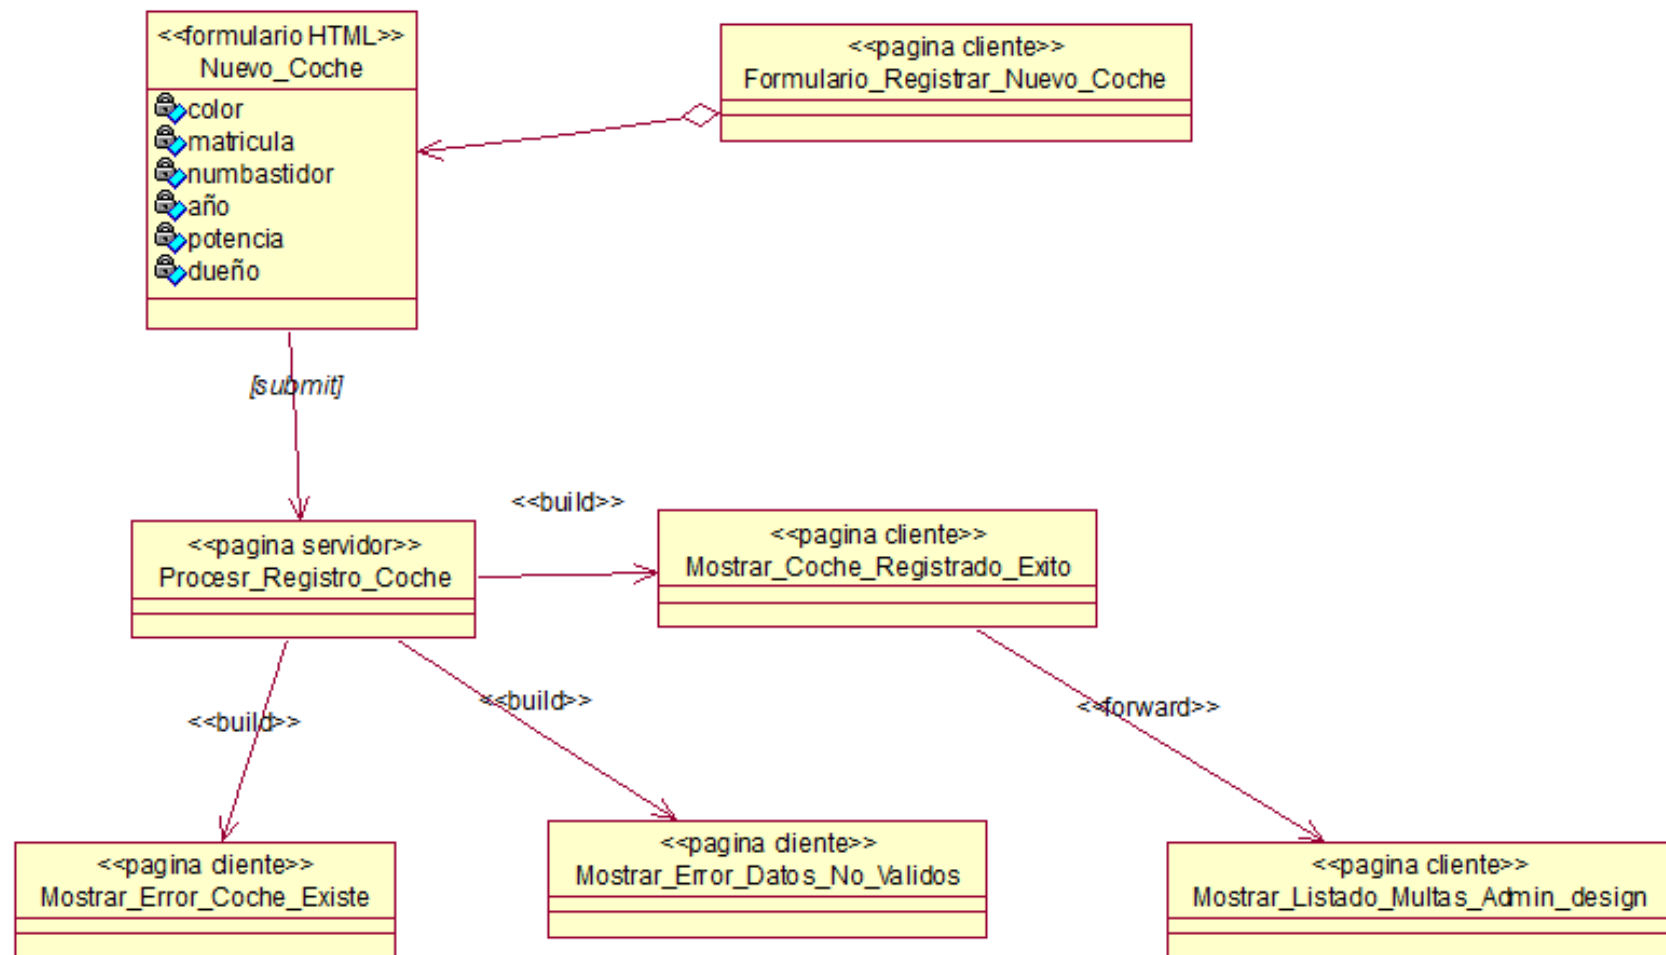 <<formulario HTML>>
Nuevo_Coche
color
matricula
numbastidor
año
potencia
dueño
<<pagina cliente>>
Formulario_Registrar_Nuevo_Coche
[submit]
<<pagina servidor>>
Procesr_Registro_Coche
<<build>>
<<pagina cliente>>
Mostrar_Coche_Registrado_Exito
<<build>>
<<build>>
<<forward>>
<<pagina cliente>>
Mostrar_Error_Coche_Existe
<<pagina cliente>>
Mostrar_Error_Datos_No_Validos
<<pagina cliente>>
Mostrar_Listado_Multas_Admin_design